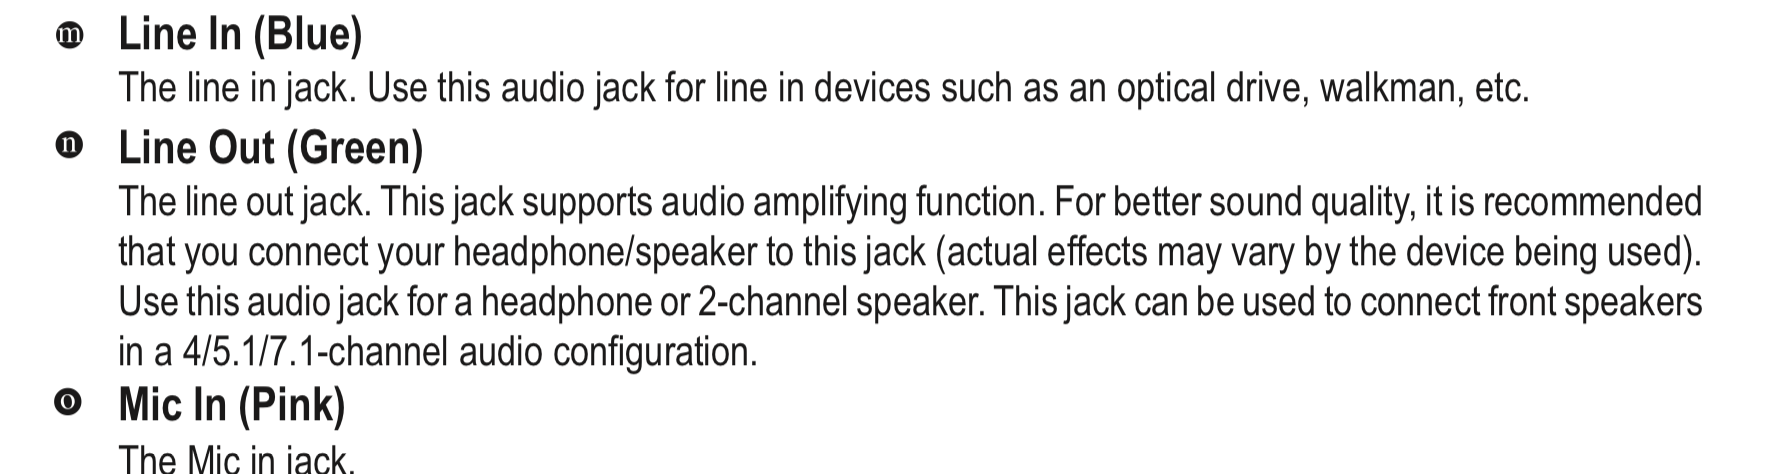 m Line In (Blue)
The line in jack. Use this audio jack for line in devices such as an optical drive, walkman, etc.
n Line Out (Green)
The line out jack. This jack supports audio amplifying function. For better sound quality, it is recommended
that you connect your headphone/speaker to this jack (actual effects may vary by the device being used).
Use this audio jack for a headphone or 2-channel speaker. This jack can be used to connect front speakers
in a 4/5.1/7.1-channel audio configuration.
o Mic In (Pink)
The Mic in jack.